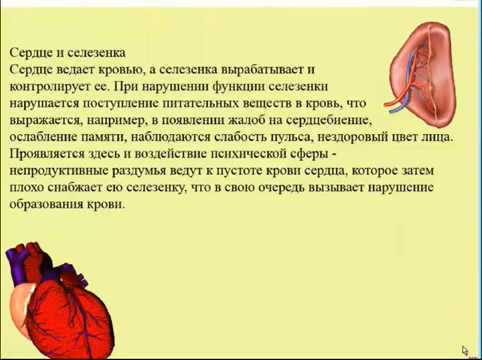 Сердце и селезенка
Сердце ведает кровью, а селезенка вырабатывает и
контролирует ее. При нарушении функции селезенки
нарушается поступление питательных веществ в кровь, что
выражается, например, в появлении жалоб на сердцебиение,
ослабление памяти, наблюдаются слабость пульса, нездоровый цвет лица.
Проявляется здесь и воздействие психической сферы -
непродуктивные раздумья ведут к пустоте крови сердца, которое затем
плохо снабжает ею селезенку, что в свою очередь вызывает нарушение
образования крови.